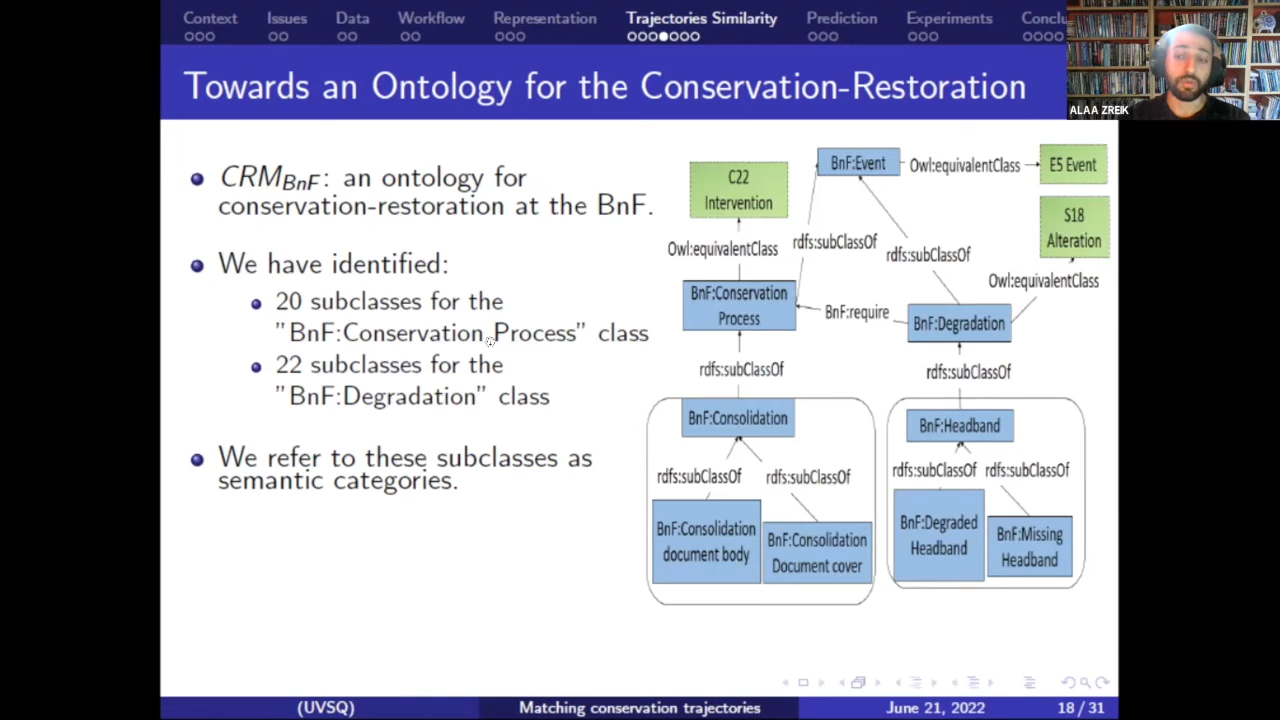 Context Issues Data Workflow Representation Trajectories Similarity Prediction Experiments Conclu
ALAA ZREIK
Towards an Ontology for the Conservation-Restoration
CRM_BnF: an ontology for
conservation-restoration at the BnF.
We have identified:
20 subclasses for the
"BnF:Conservation Process" class
22 subclasses for the
"BnF:Degradation" class
We refer to these subclasses as
semantic categories.
BnF:Event
Owl:equivalentClass
E5 Event
C22
Intervention
S18
Alteration
Owl:equivalentClass
rdfs:subClassOf
rdfs:subClassOf
Owl:equivalentClass
BnF:Conservation
Process
BnF:require
BnF:Degradation
rdfs:subClassOf
rdfs:subClassOf
BnF:Consolidation
BnF:Headband
rdfs:subClassOf
rdfs:subClassOf
rdfs:subClassOf
rdfs:subClassOf
BnF:Consolidation
document body
BnF:Consolidation
Document cover
BnF:Degraded
Headband
BnF:Missing
Headband
(UVSQ) Matching conservation trajectories June 21, 2022 18 / 31